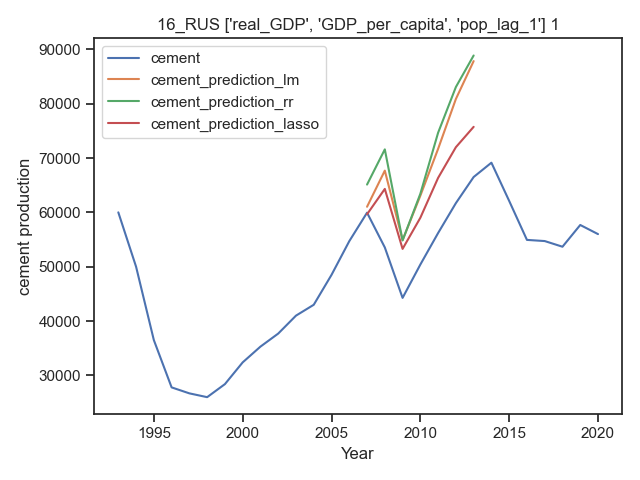 16_RUS ['real_GDP', 'GDP_per_capita', 'pop_lag_1'] 1
90000
80000
70000
60000
50000
40000
30000
cement production
cement
cement_prediction_lm
cement_prediction_rr
cement_prediction_lasso
1995
2000
2005
2010
2015
2020
Year